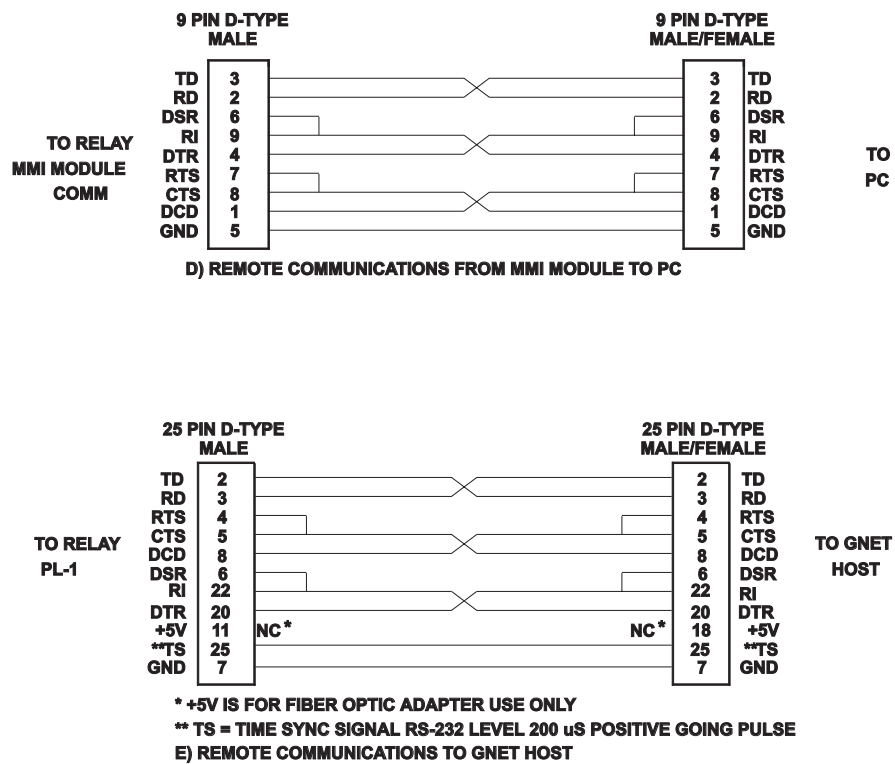 9 PIN D-TYPE
MALE
9 PIN D-TYPE
MALE/FEMALE
TO RELAY
MMI MODULE
COMM
TO
PC
TD 3 3 TD
RD 2 2 RD
DSR 6 6 DSR
RI 9 9 RI
DTR 4 4 DTR
RTS 7 7 RTS
CTS 8 8 CTS
DCD 1 1 DCD
GND 5 5 GND
D) REMOTE COMMUNICATIONS FROM MMI MODULE TO PC
25 PIN D-TYPE
MALE
25 PIN D-TYPE
MALE/FEMALE
TO RELAY
PL-1
TO GNET
HOST
TD 2 2 TD
RD 3 3 RD
RTS 4 4 RTS
CTS 5 5 CTS
DCD 8 8 DCD
DSR 6 6 DSR
RI 22 22 RI
DTR 20 20 DTR
+5V 11 NC* NC* 18 +5V
**TS 25 25 **TS
GND 7 7 GND
* +5V IS FOR FIBER OPTIC ADAPTER USE ONLY
** TS = TIME SYNC SIGNAL RS-232 LEVEL 200 uS POSITIVE GOING PULSE
E) REMOTE COMMUNICATIONS TO GNET HOST